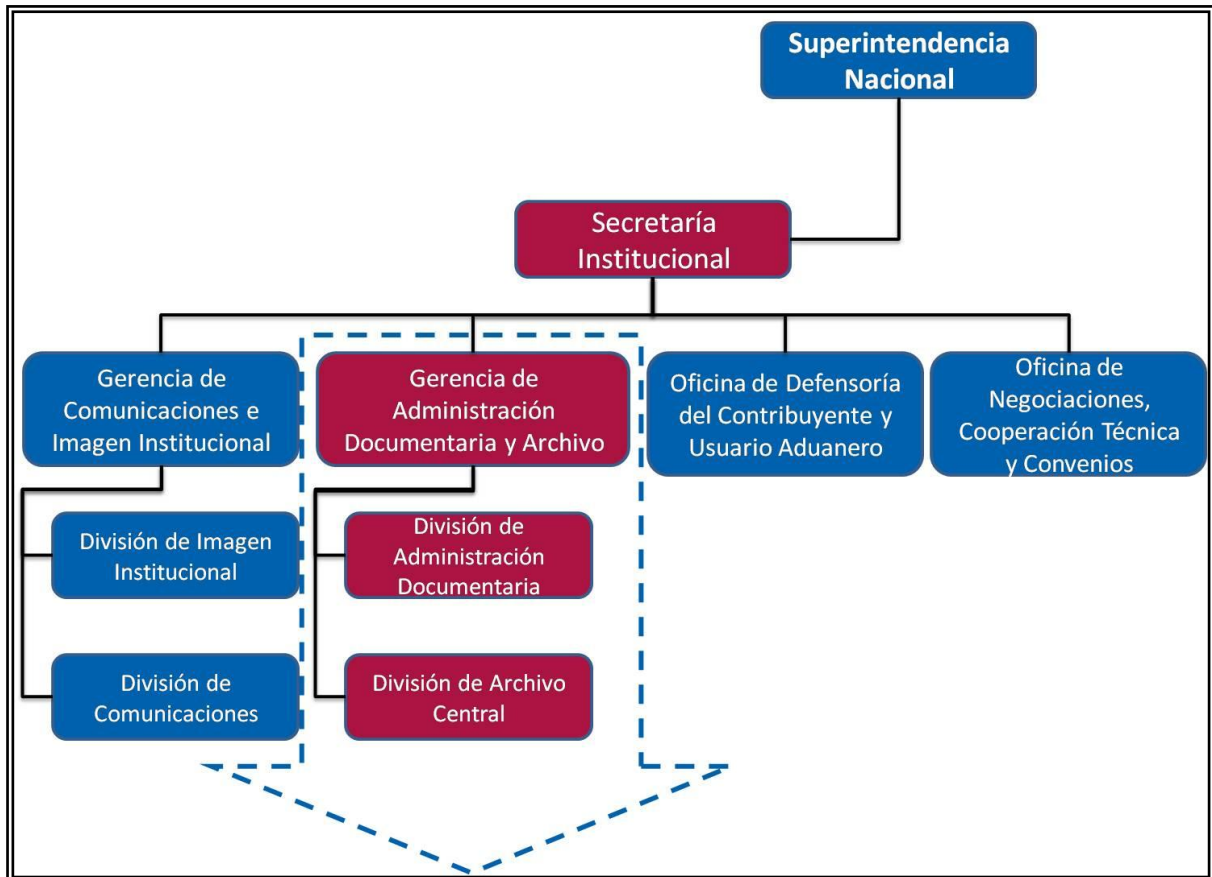 Superintendencia
Nacional
Secretaría
Institucional
Gerencia de
Comunicaciones e
Imagen Institucional
Gerencia de
Administración
Documentaria y Archivo
Oficina de Defensoría
del Contribuyente y
Usuario Aduanero
Oficina de
Negociaciones,
Cooperación Técnica
y Convenios
División de Imagen
Institucional
División de
Administración
Documentaria
División de
Comunicaciones
División de Archivo
Central